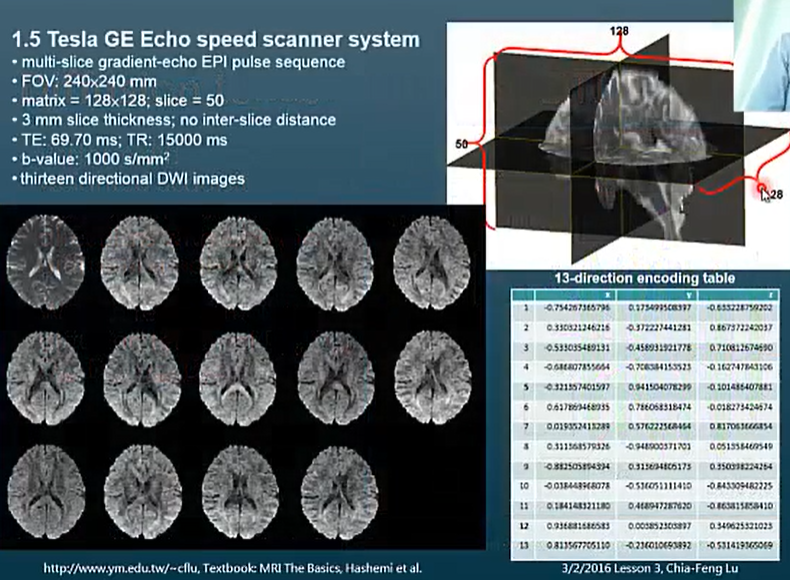 1.5 Tesla GE Echo speed scanner system
• multi-slice gradient-echo EPI pulse sequence
• FOV: 240x240 mm
• matrix = 128×128; slice = 50
• 3 mm slice thickness; no inter-slice distance
• TE: 69.70 ms; TR: 15000 ms
• b-value: 1000 s/mm²
• thirteen directional DWI images
128
50
28
13-direction encoding table
x y z
1 -0.754267365796 0.173499508397 -0.633228759202
2 0.330321246216 -0.372227441281 0.867372242037
3 -0.533035489131 -0.458931921778 0.710812674690
4 -0.686807855664 -0.708384153523 -0.162747843106
5 -0.321357401597 0.941504078299 -0.101486407881
6 0.617869468935 0.786068318474 -0.018273424674
7 0.019352413289 0.576222568464 0.817063666854
8 0.311368579326 -0.948900371701 0.051358469549
9 -0.882505894394 0.313694805173 0.350398224264
10 -0.038448968078 -0.536051111410 -0.843309482225
11 0.184148321180 0.468947287620 -0.863815858410
12 0.936881686583 0.003852303897 0.349625321023
13 0.813567705110 -0.236010693892 -0.531419365069
http://www.ym.edu.tw/~cflu, Textbook: MRI The Basics, Hashemi et al.
3/2/2016 Lesson 3, Chia-Feng Lu